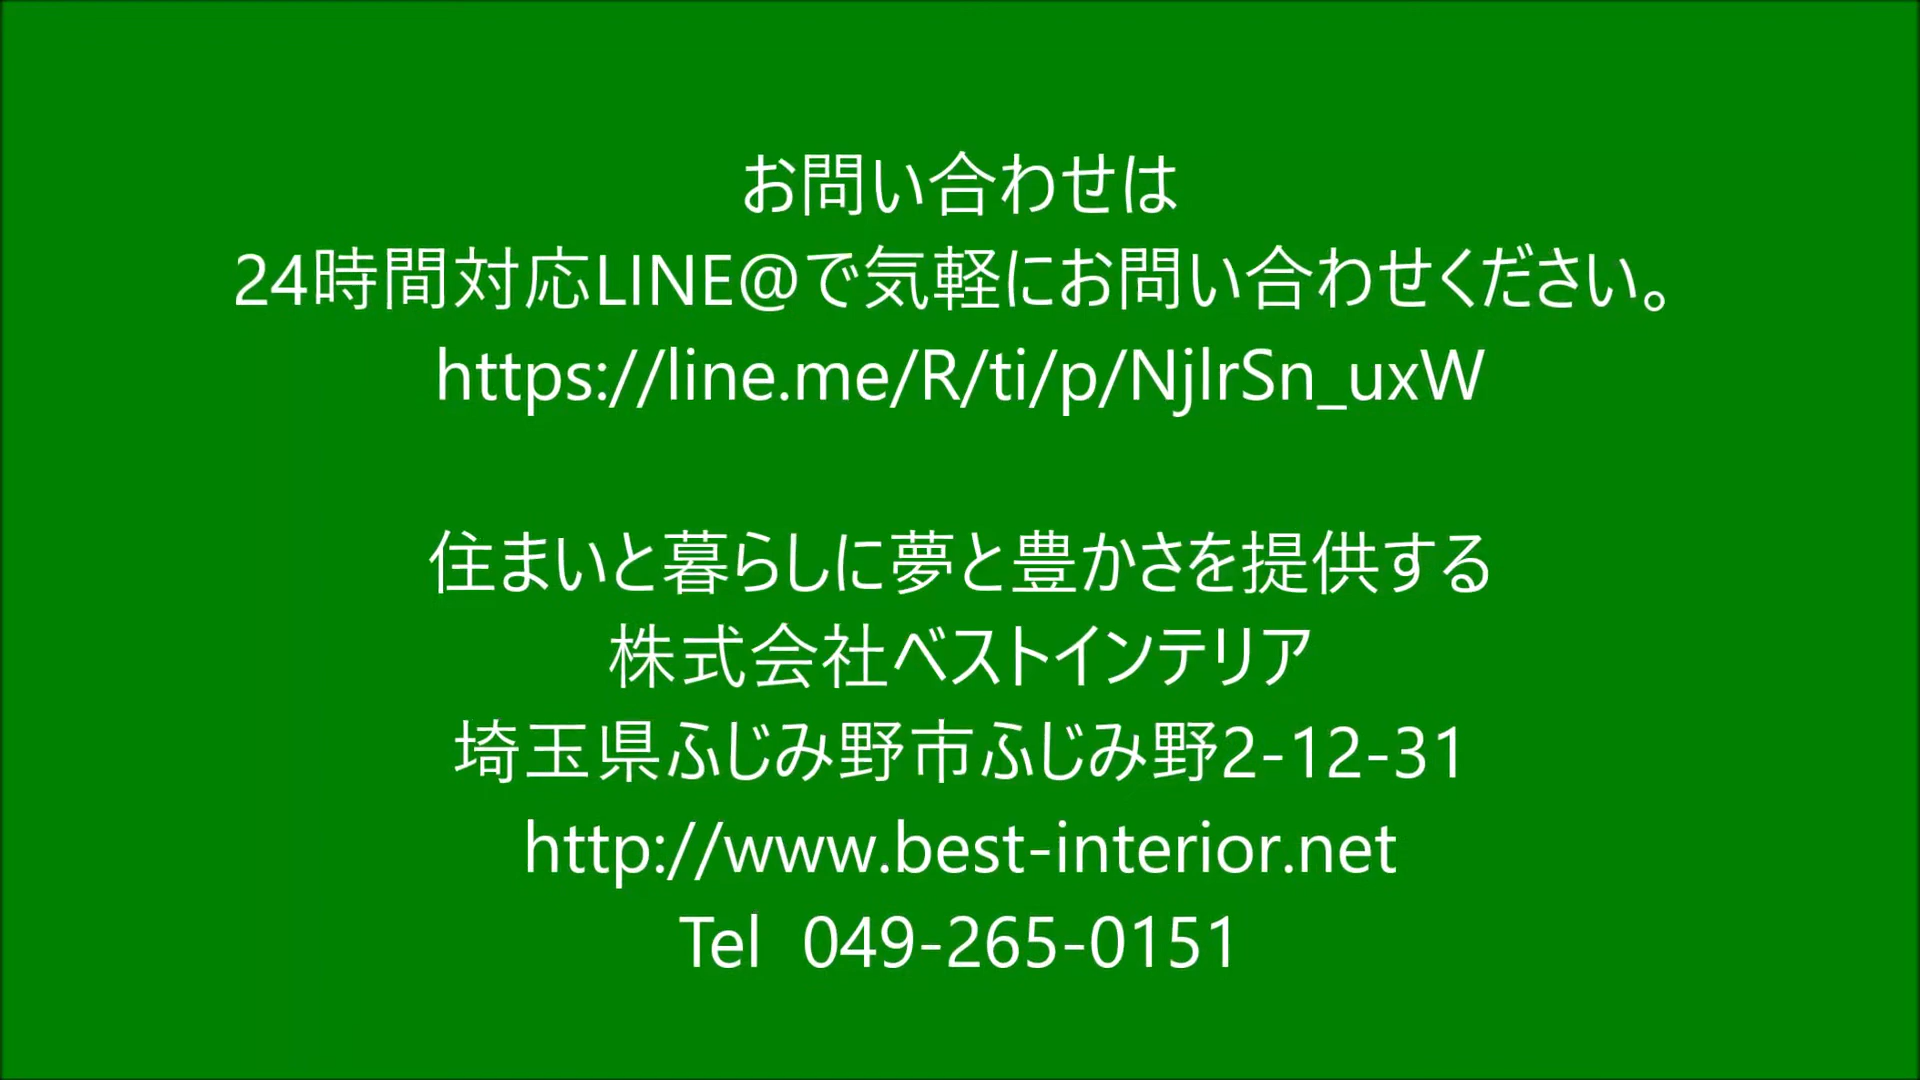 お問い合わせは
24時間対応LINE@で気軽にお問い合わせください。
https://line.me/R/ti/p/NjlrSn_uxW
住まいと暮らしに夢と豊かさを提供する
株式会社ベストインテリア
埼玉県ふじみ野市ふじみ野2-12-31
http://www.best-interior.net
Tel  049-265-0151